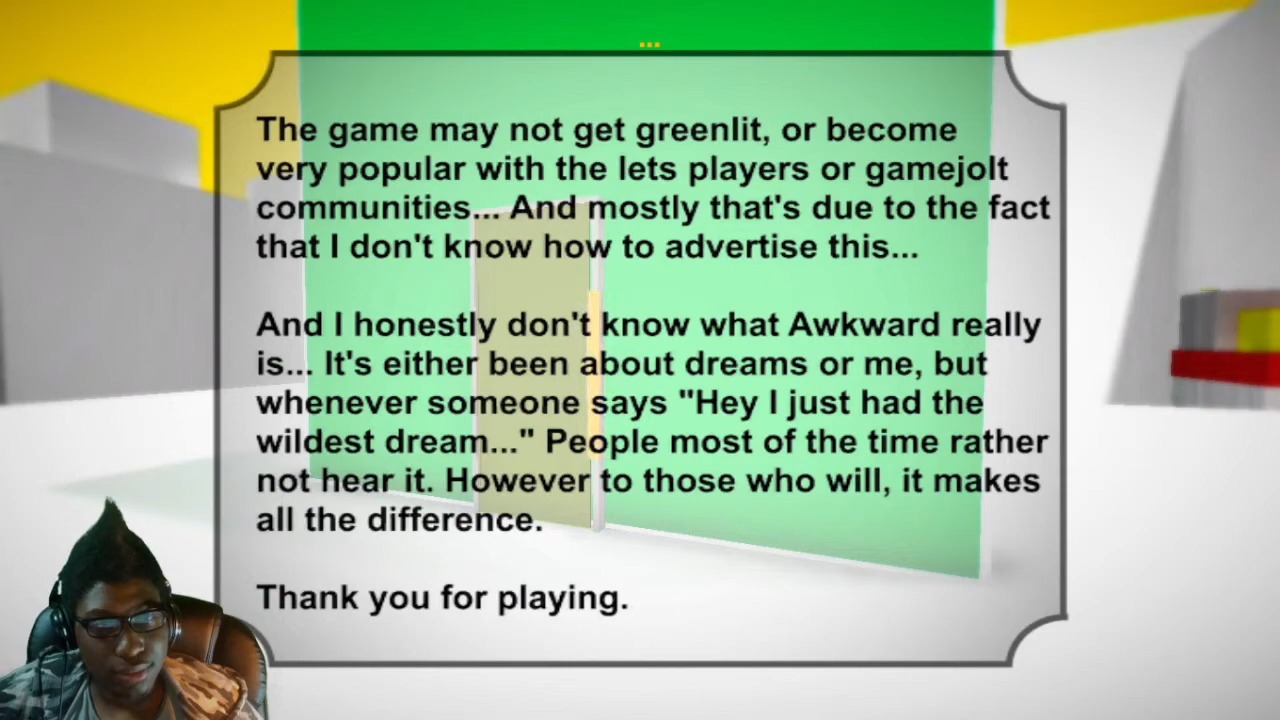 ...
The game may not get greenlit, or become
very popular with the lets players or gamejolt
communities... And mostly that's due to the fact
that I don't know how to advertise this...
And I honestly don't know what Awkward really
is... It's either been about dreams or me, but
whenever someone says "Hey I just had the
wildest dream..." People most of the time rather
not hear it. However to those who will, it makes
all the difference.
Thank you for playing.